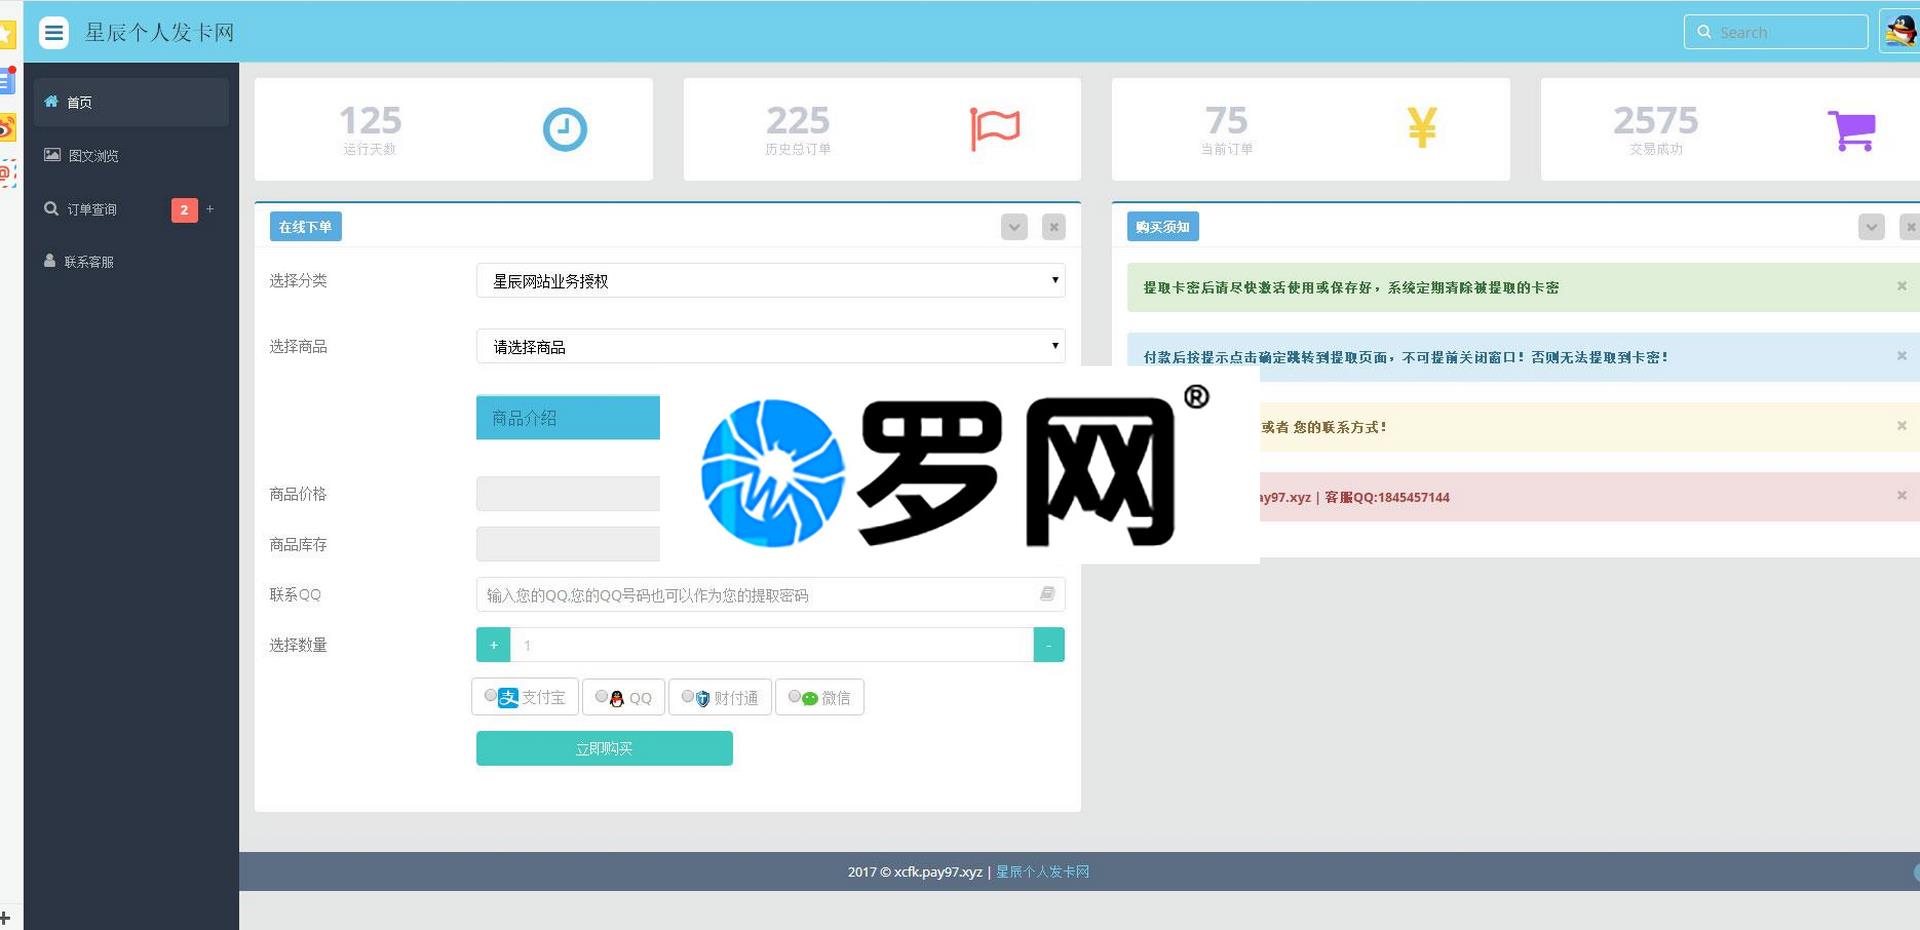 星辰个人发卡网
Search
首页
图文浏览
订单查询 2 +
联系客服
125
运行天数
225
历史总订单
75
当前订单
2575
交易成功
在线下单
选择分类
星辰网站业务授权
选择商品
请选择商品
商品介绍
商品价格
商品库存
联系QQ
输入您的QQ,您的QQ号码也可以作为您的提取密码
选择数量
+ 1 -
支付宝 QQ 财付通 微信
立即购买
购买须知
提取卡密后请尽快激活使用或保存好，系统定期清除被提取的卡密
付款后按提示点击确定跳转到提取页面，不可提前关闭窗口！否则无法提取到卡密！
或者 您的联系方式！
ay97.xyz | 客服QQ:1845457144
罗网®
2017 © xcfk.pay97.xyz | 星辰个人发卡网